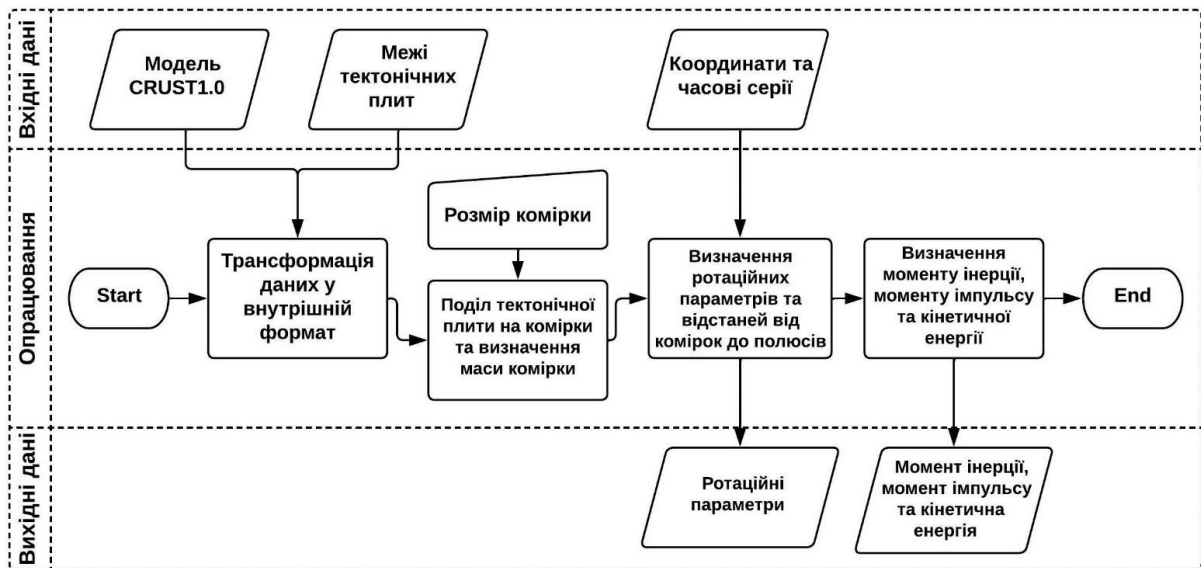 Вхідні дані
Модель
CRUST1.0
Межі
тектонічних
плит
Координати та
часові серії
Опрацювання
Start
Трансформація
даних у
внутрішній
формат
Розмір комірки
Поділ тектонічної
плити на комірки
та визначення
маси комірки
Визначення
ротаційних
параметрів та
відстаней від
комірок до полюсів
Визначення
моменту інерції,
моменту імпульсу
та кінетичної
енергії
End
Вихідні дані
Ротаційні
параметри
Момент інерції,
момент імпульсу
та кінетична
енергія